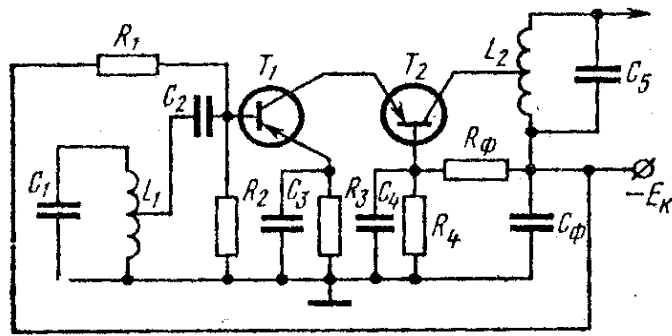 R₁
T₁
T₂
L₂
C₅
C₂
Rф
C₁
L₁
R₂
C₃
R₃
C₄
R₄
Cф
−Eк